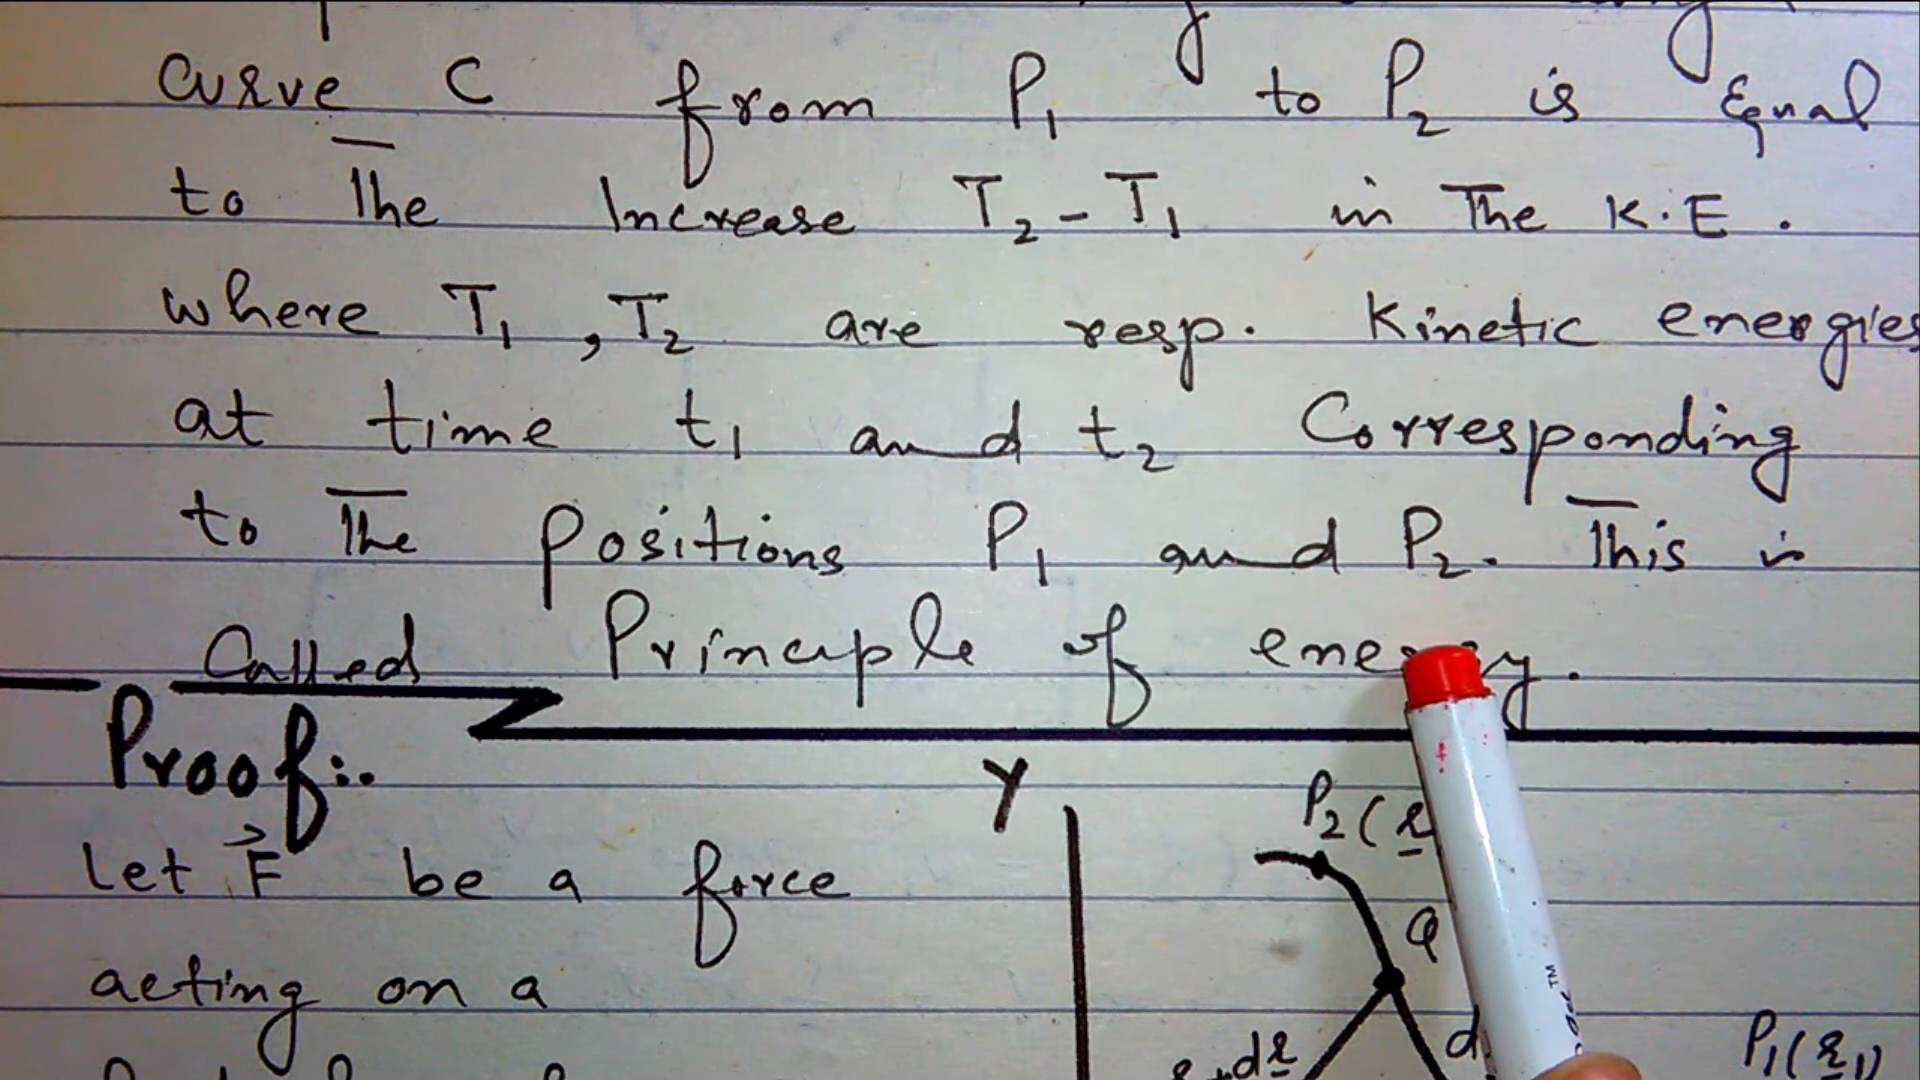 curve C from P₁ to P₂ is Equal
to The Increase T₂ - T₁ in The K.E.
where T₁, T₂ are resp. Kinetic energies
at time t₁ and t₂ Corresponding
to The positions P₁ and P₂. This is
Called Principle of energy.
Proof:.
Y
P₂(r
Let F⃗ be a force
Q
acting on a
dr
P₁(r₁)